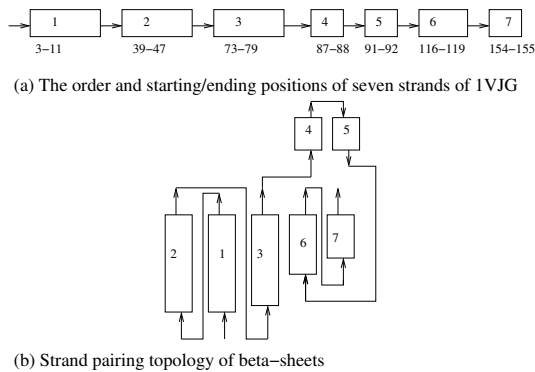 1 2 3 4 5 6 7
3−11 39−47 73−79 87−88 91−92 116−119 154−155
(a) The order and starting/ending positions of seven strands of 1VJG
4 5
2 1 3 6 7
(b) Strand pairing topology of beta−sheets